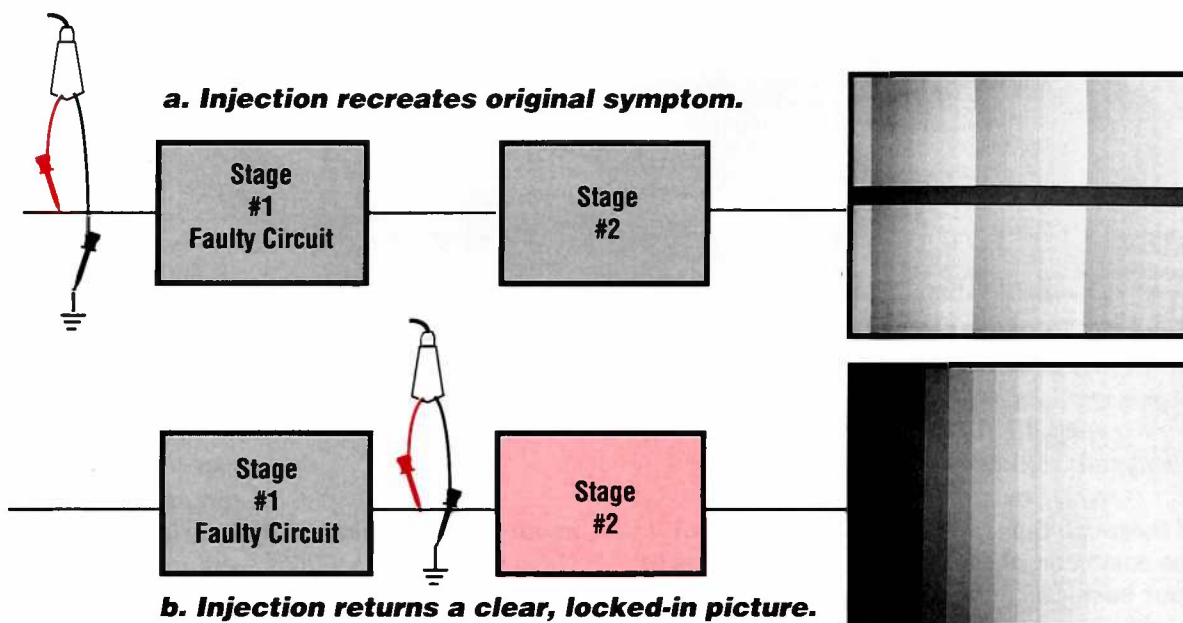 a. Injection recreates original symptom.
Stage
#1
Faulty Circuit
Stage
#2
Stage
#1
Faulty Circuit
Stage
#2
b. Injection returns a clear, locked-in picture.